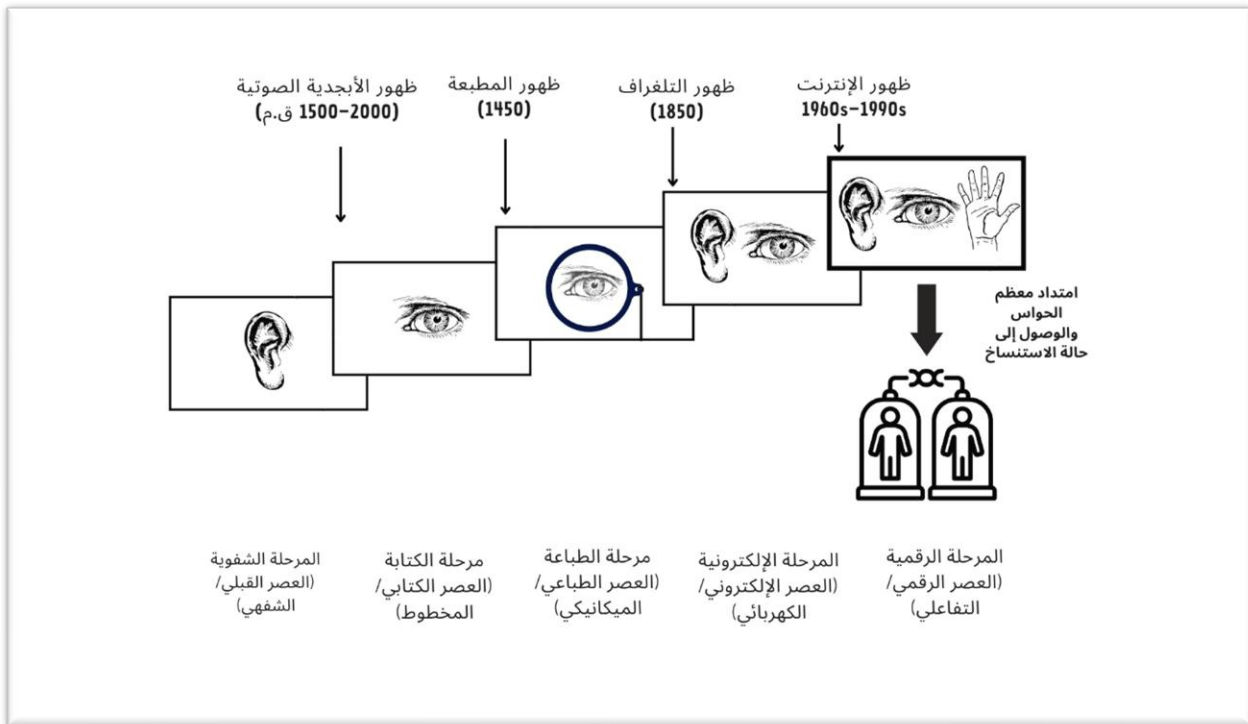 ظهور الأبجدية الصوتية
(2000–1500 ق.م)
ظهور المطبعة
(1450)
ظهور التلغراف
(1850)
ظهور الإنترنت
1960s–1990s
امتداد معظم
الحواس
والوصول إلى
حالة الاستنساخ
المرحلة الشفوية
(العصر القبلي/
الشفهي)
مرحلة الكتابة
(العصر الكتابي/
المخطوط)
مرحلة الطباعة
(العصر الطباعي/
الميكانيكي)
المرحلة الإلكترونية
(العصر الإلكتروني/
الكهربائي)
المرحلة الرقمية
(العصر الرقمي/
التفاعلي)